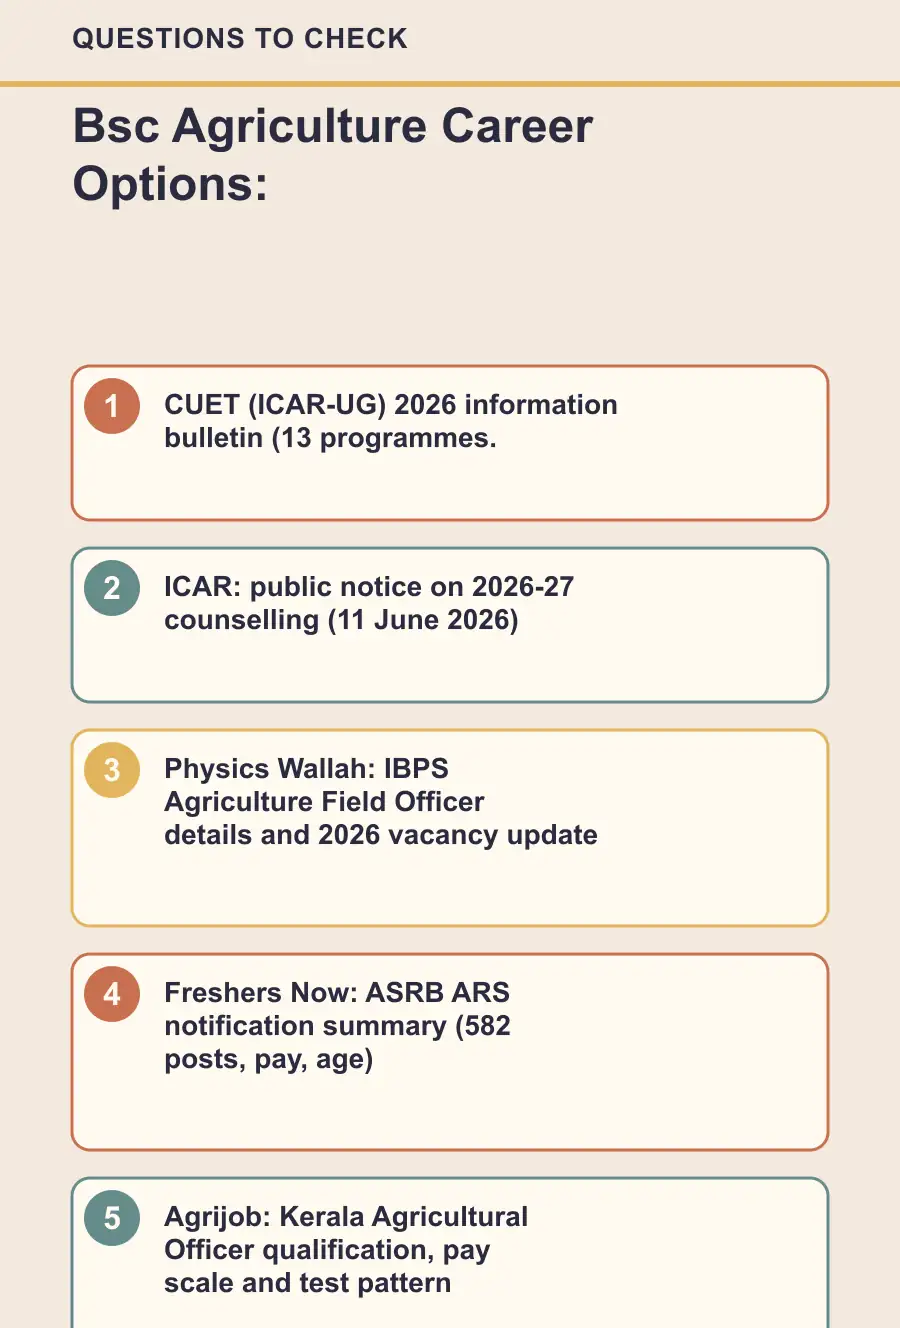 QUESTIONS TO CHECK
Bsc Agriculture Career
Options:
1
CUET (ICAR-UG) 2026 information
bulletin (13 programmes.
2
ICAR: public notice on 2026-27
counselling (11 June 2026)
3
Physics Wallah: IBPS
Agriculture Field Officer
details and 2026 vacancy update
4
Freshers Now: ASRB ARS
notification summary (582
posts, pay, age)
5
Agrijob: Kerala Agricultural
Officer qualification, pay
scale and test pattern